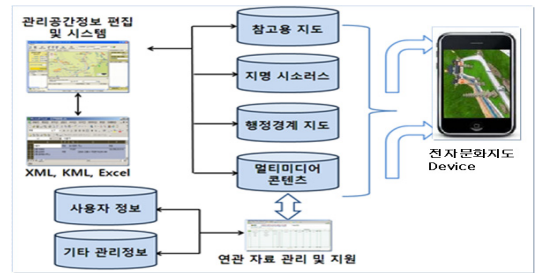 관리공간정보 편집
및 시스템
XML, KML, Excel
참고용 지도
지명 시소러스
행정경계 지도
멀티미디어
콘텐츠
전자문화지도
Device
사용자 정보
기타 관리정보
연관 자료 관리 및 지원